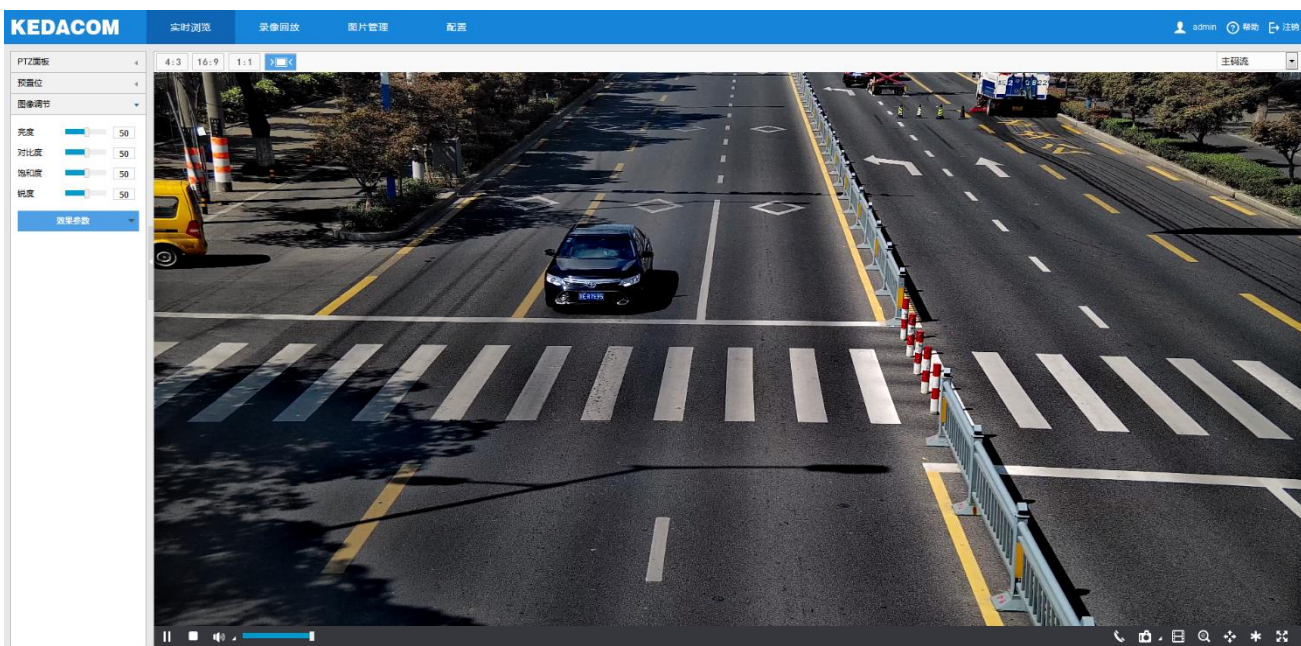 KEDACOM 实时浏览 录像回放 图片管理 配置 admin 帮助 注销
PTZ面板 4:3 16:9 1:1 主码流
预置位
图像调节
亮度 50
对比度 50
饱和度 50
锐度 50
效果参数